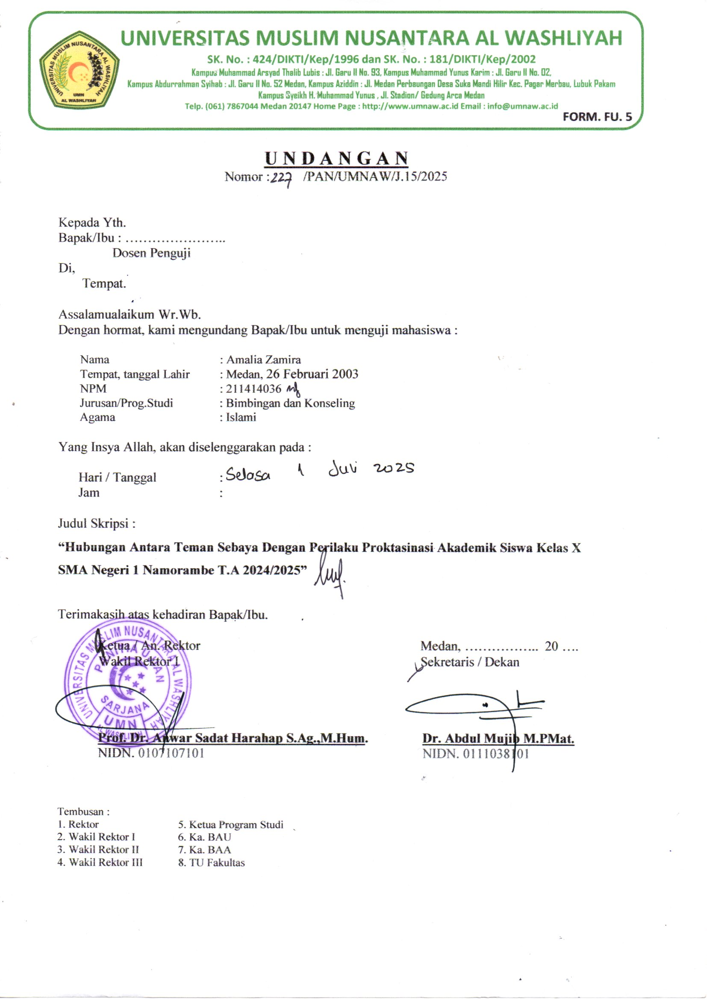 UNIVERSITAS MUSLIM NUSANTARA AL WASHLIYAH
SK. No. : 424/DIKTI/Kep/1996 dan SK. No. : 181/DIKTI/Kep/2002
Kampus Muhammad Arsyad Thalib Lubis : Jl. Garu II No. 93, Kampus Muhammad Yunus Karim : Jl. Garu II No. 02,
Kampus Abdurrahman Syihab : Jl. Garu II No. 52 Medan, Kampus Aziddin : Jl. Medan Perbaungan Desa Suka Mandi Hilir Kec. Pagar Merbau, Lubuk Pakam
Kampus Syeikh H. Muhammad Yunus , Jl. Stadion/ Gedung Arca Medan
Telp. (061) 7867044 Medan 20147 Home Page : http://www.umnaw.ac.id Email : info@umnaw.ac.id
FORM. FU. 5
UNIVERSITAS MUSLIM NUSANTARA AL WASHLIYAH
UMN
AL WASHLIYAH
UNDANGAN
Nomor :227 /PAN/UMNAW/J.15/2025
Kepada Yth.
Bapak/Ibu : …………………..
Dosen Penguji
Di,
Tempat.
Assalamualaikum Wr.Wb.
Dengan hormat, kami mengundang Bapak/Ibu untuk menguji mahasiswa :
Nama : Amalia Zamira
Tempat, tanggal Lahir : Medan, 26 Februari 2003
NPM : 211414036
Jurusan/Prog.Studi : Bimbingan dan Konseling
Agama : Islami
Yang Insya Allah, akan diselenggarakan pada :
Hari / Tanggal : Selasa 1 Juli 2025
Jam :
Judul Skripsi :
“Hubungan Antara Teman Sebaya Dengan Perilaku Proktasinasi Akademik Siswa Kelas X
SMA Negeri 1 Namorambe T.A 2024/2025”
Terimakasih atas kehadiran Bapak/Ibu.
Ketua / An. Rektor
Wakil Rektor I
UNIVERSITAS MUSLIM NUSANTARA AL WASHLIYAH
PANITIA UJIAN
SARJANA
UMN
AL WASHLIYAH
Prof. Dr. Anwar Sadat Harahap S.Ag.,M.Hum.
NIDN. 0107107101
Medan, …………….. 20 ….
Sekretaris / Dekan
Dr. Abdul Mujib M.PMat.
NIDN. 0111038101
Tembusan :
1. Rektor
2. Wakil Rektor I
3. Wakil Rektor II
4. Wakil Rektor III
5. Ketua Program Studi
6. Ka. BAU
7. Ka. BAA
8. TU Fakultas